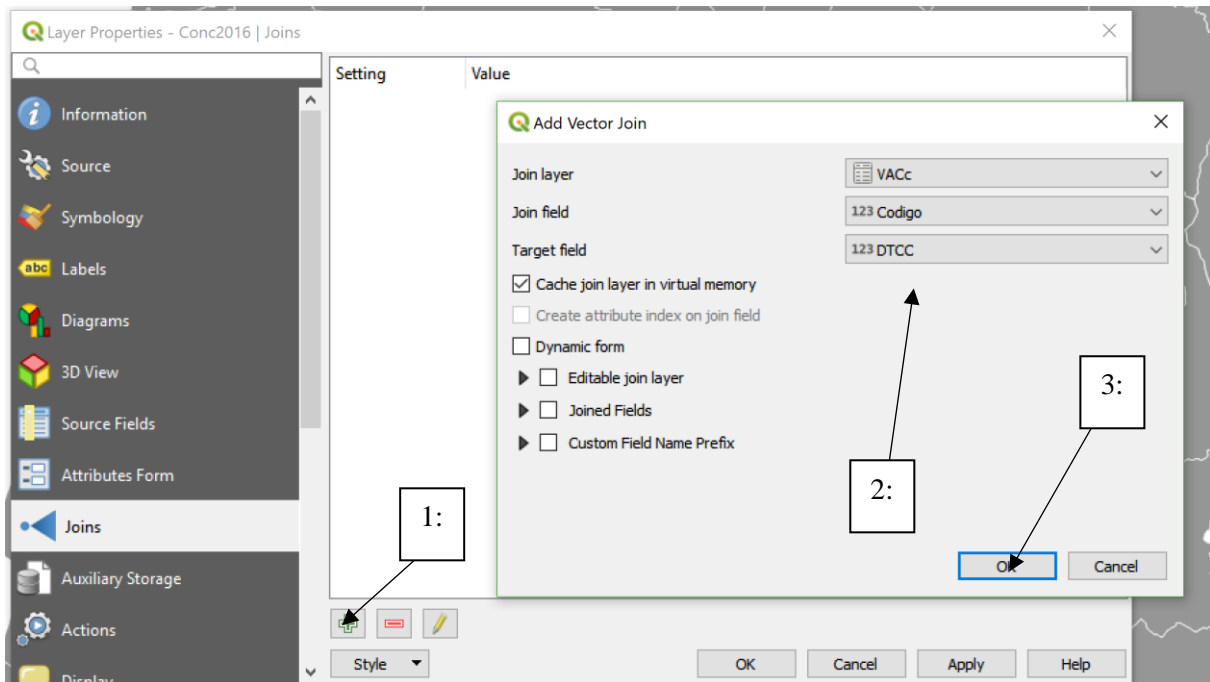 Layer Properties - Conc2016 | Joins
Information
Source
Symbology
abc Labels
Diagrams
3D View
Source Fields
Attributes Form
Joins
Auxiliary Storage
Actions
Display
Setting Value
Add Vector Join
Join layer VACc
Join field 123 Codigo
Target field 123 DTCC
Cache join layer in virtual memory
Create attribute index on join field
Dynamic form
Editable join layer
Joined Fields
Custom Field Name Prefix
OK Cancel
1:
2:
3:
Style OK Cancel Apply Help